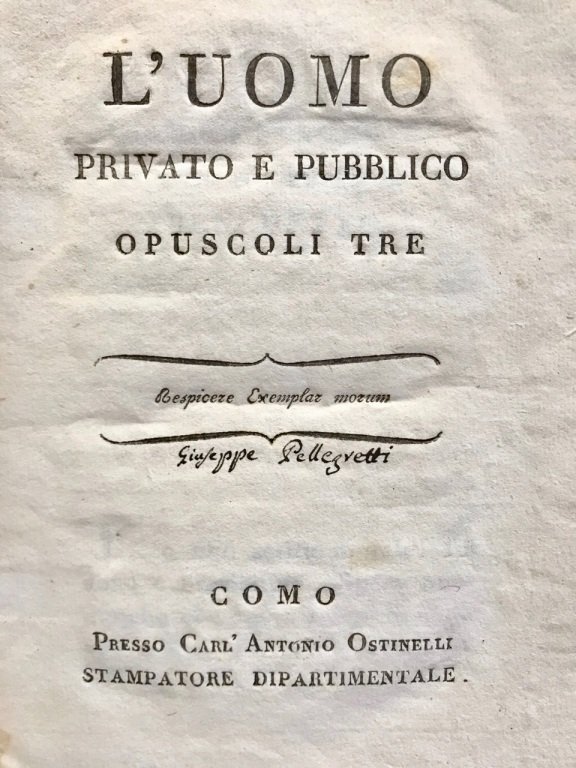 L'UOMO
PRIVATO E PUBBLICO
OPUSCOLI TRE
Respicere Exemplar morum
Giuseppe Pellegretti
COMO
PRESSO CARL' ANTONIO OSTINELLI
STAMPATORE DIPARTIMENTALE.